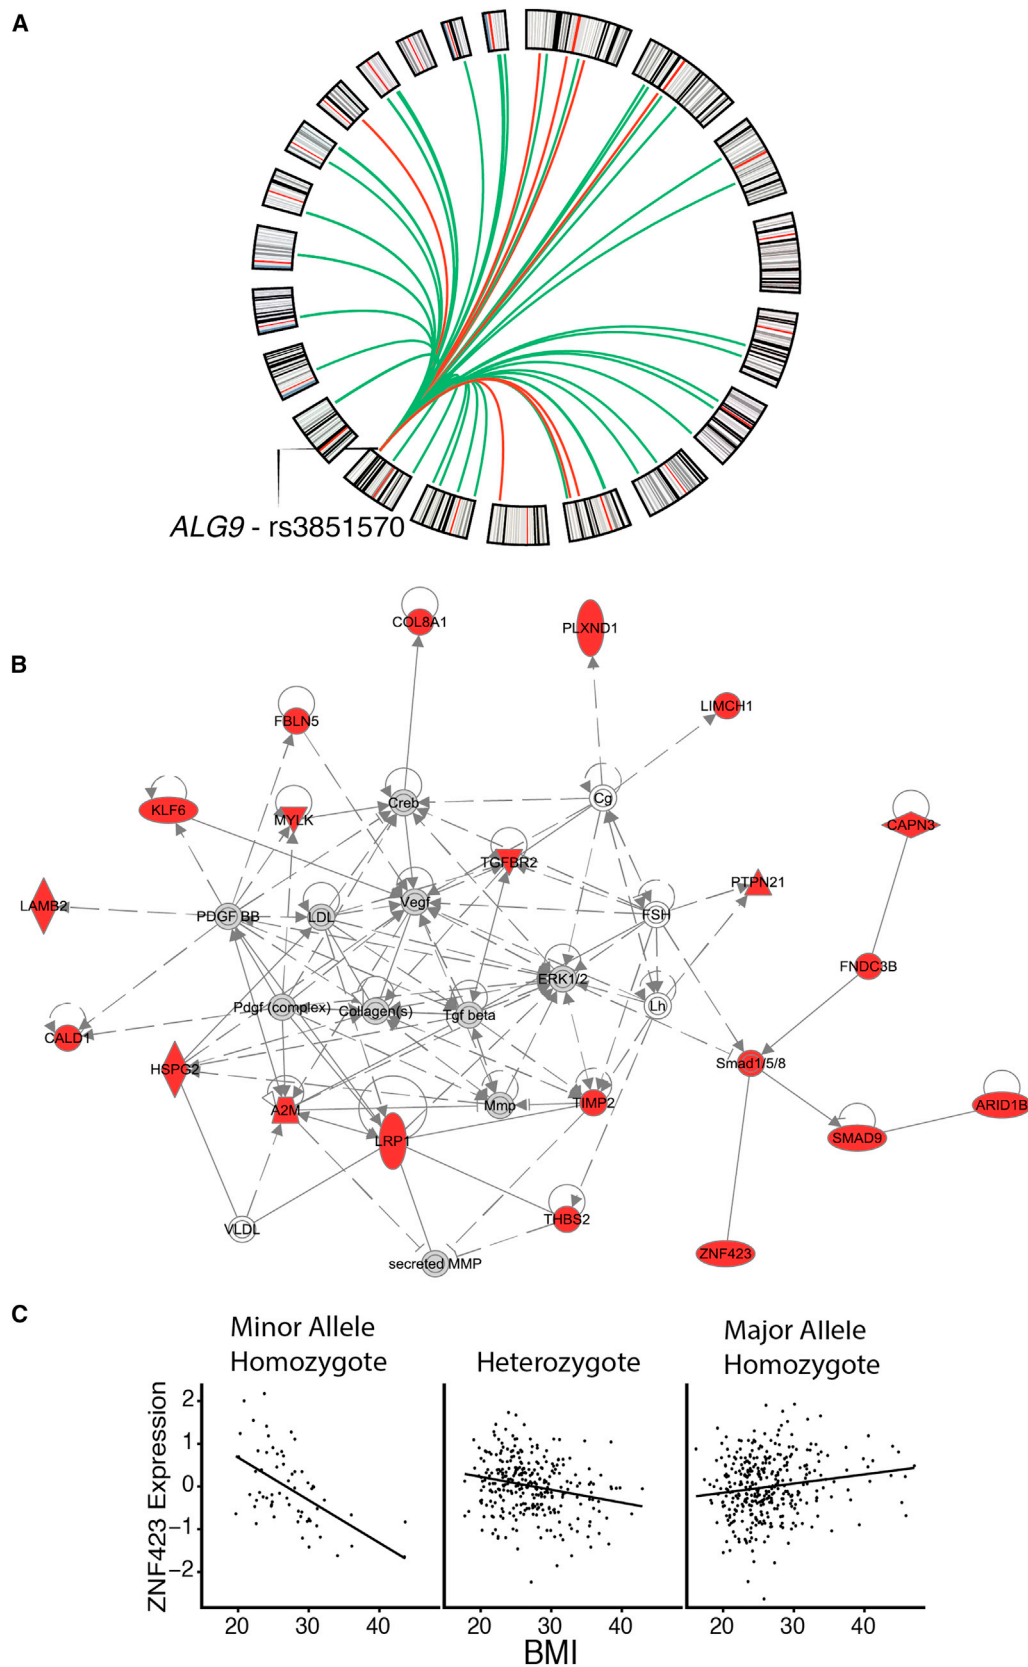 A
ALG9 - rs3851570
B
COL8A1
PLXND1
LIMCH1
FBLN5
KLF6
MYLK
Creb
Cg
CAPN3
TGFBR2
PTPN21
LAMB2
PDGF BB
LDL
Vegf
FSH
FNDC3B
ERK1/2
Pdgf (complex)
Collagen(s)
Tgf beta
Lh
CALD1
HSPG2
Smad1/5/8
A2M
Mmp
TIMP2
ARID1B
LRP1
SMAD9
VLDL
THBS2
ZNF423
secreted MMP
C
Minor Allele
Homozygote
Heterozygote
Major Allele
Homozygote
ZNF423 Expression
2
1
0
−1
−2
20 30 40
20 30 40
20 30 40
BMI